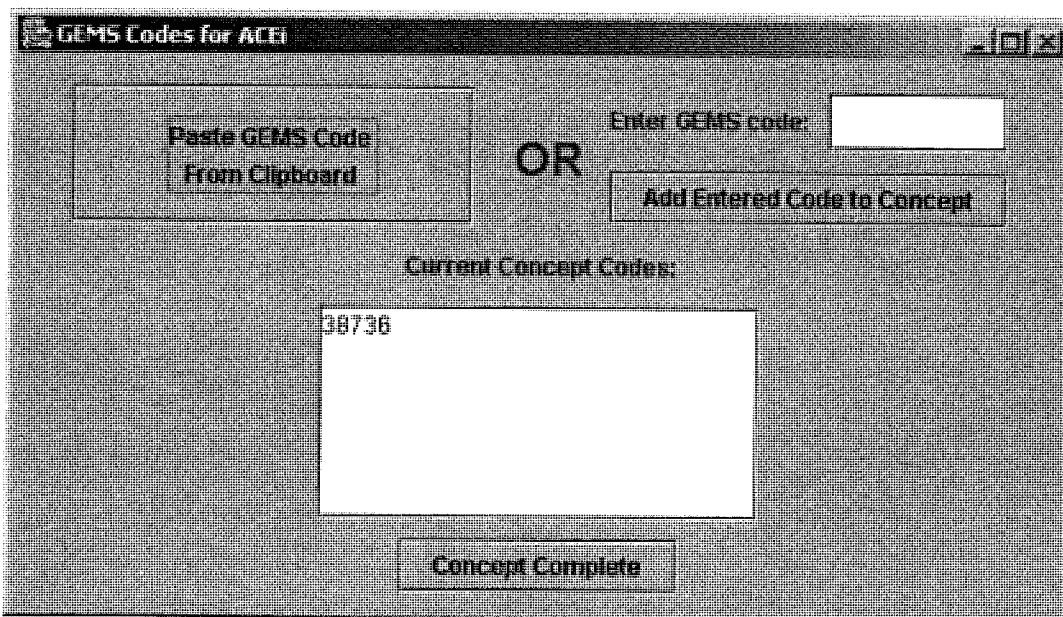 GEMS Codes for ACEi
Paste GEMS Code
From Clipboard
OR
Enter GEMS code:
Add Entered Code to Concept
Current Concept Codes:
38736
Concept Complete